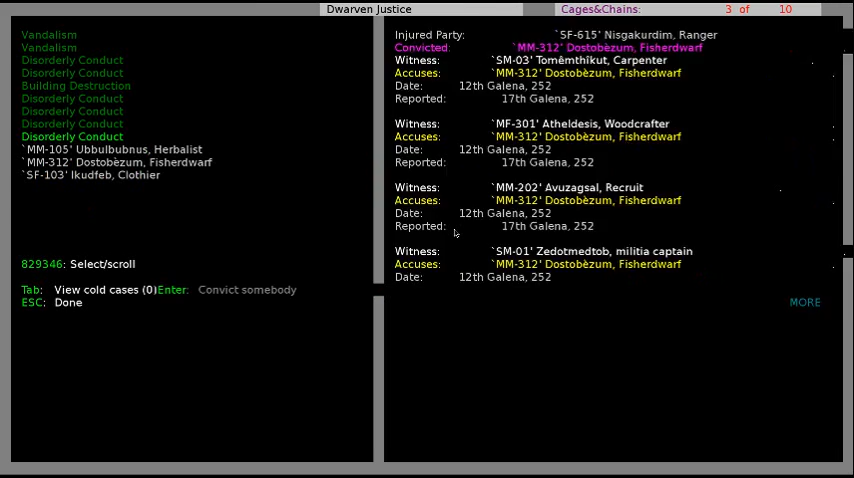 Dwarven Justice Cages&Chains: 3 of 10
Vandalism
Vandalism
Disorderly Conduct
Disorderly Conduct
Building Destruction
Disorderly Conduct
Disorderly Conduct
Disorderly Conduct
Disorderly Conduct
`MM-105' Ubbulbubnus, Herbalist
`MM-312' Dostobèzum, Fisherdwarf
`SF-103' Ikudfeb, Clothier
829346: Select/scroll
Tab: View cold cases (0)Enter: Convict somebody
ESC: Done
Injured Party: `SF-615' Nisgakurdim, Ranger
Convicted: `MM-312' Dostobèzum, Fisherdwarf
Witness: `SM-03' Tomêmthîkut, Carpenter
Accuses: `MM-312' Dostobèzum, Fisherdwarf
Date: 12th Galena, 252
Reported: 17th Galena, 252
Witness: `MF-301' Atheldesis, Woodcrafter
Accuses: `MM-312' Dostobèzum, Fisherdwarf
Date: 12th Galena, 252
Reported: 17th Galena, 252
Witness: `MM-202' Avuzagsal, Recruit
Accuses: `MM-312' Dostobèzum, Fisherdwarf
Date: 12th Galena, 252
Reported: 17th Galena, 252
Witness: `SM-01' Zedotmedtob, militia captain
Accuses: `MM-312' Dostobèzum, Fisherdwarf
Date: 12th Galena, 252
MORE